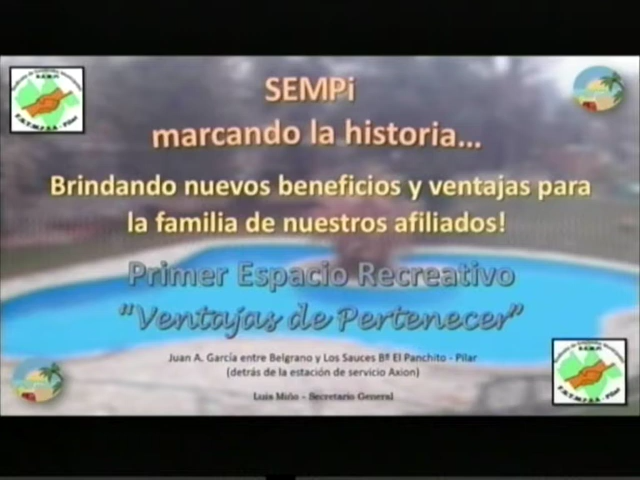 SEMPi
marcando la historia...
Brindando nuevos beneficios y ventajas para
la familia de nuestros afiliados!
Primer Espacio Recreativo
"Ventajas de Pertenecer"
Juan A. García entre Belgrano y Los Sauces Bº El Panchito - Pilar
(detrás de la estación de servicio Axion)
Luis Miño - Secretario General